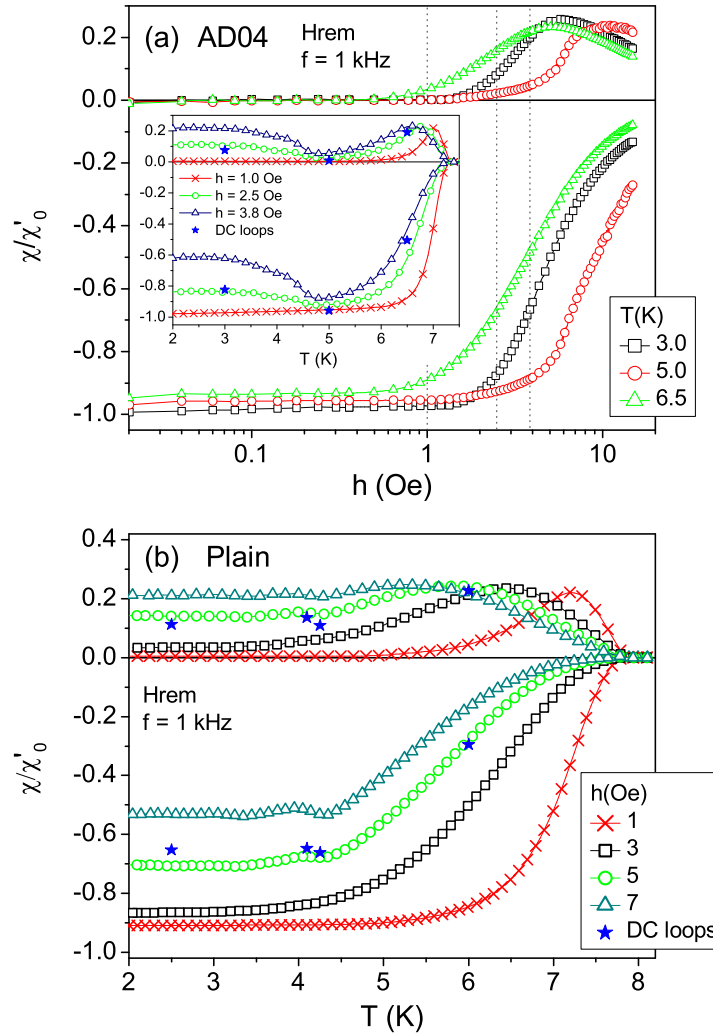 (a) AD04
Hrem
f = 1 kHz
0.2
0.0
-0.2
-0.4
-0.6
-0.8
-1.0
χ/χ'₀
0.2
0.0
-0.4
-0.6
-0.8
-1.0
h = 1.0 Oe
h = 2.5 Oe
h = 3.8 Oe
DC loops
2 3 4 5 6 7
T (K)
T(K)
3.0
5.0
6.5
0.1 1 10
h (Oe)
(b) Plain
0.4
0.2
0.0
-0.2
-0.4
-0.6
-0.8
-1.0
χ/χ'₀
Hrem
f = 1 kHz
h(Oe)
1
3
5
7
DC loops
2 3 4 5 6 7 8
T (K)